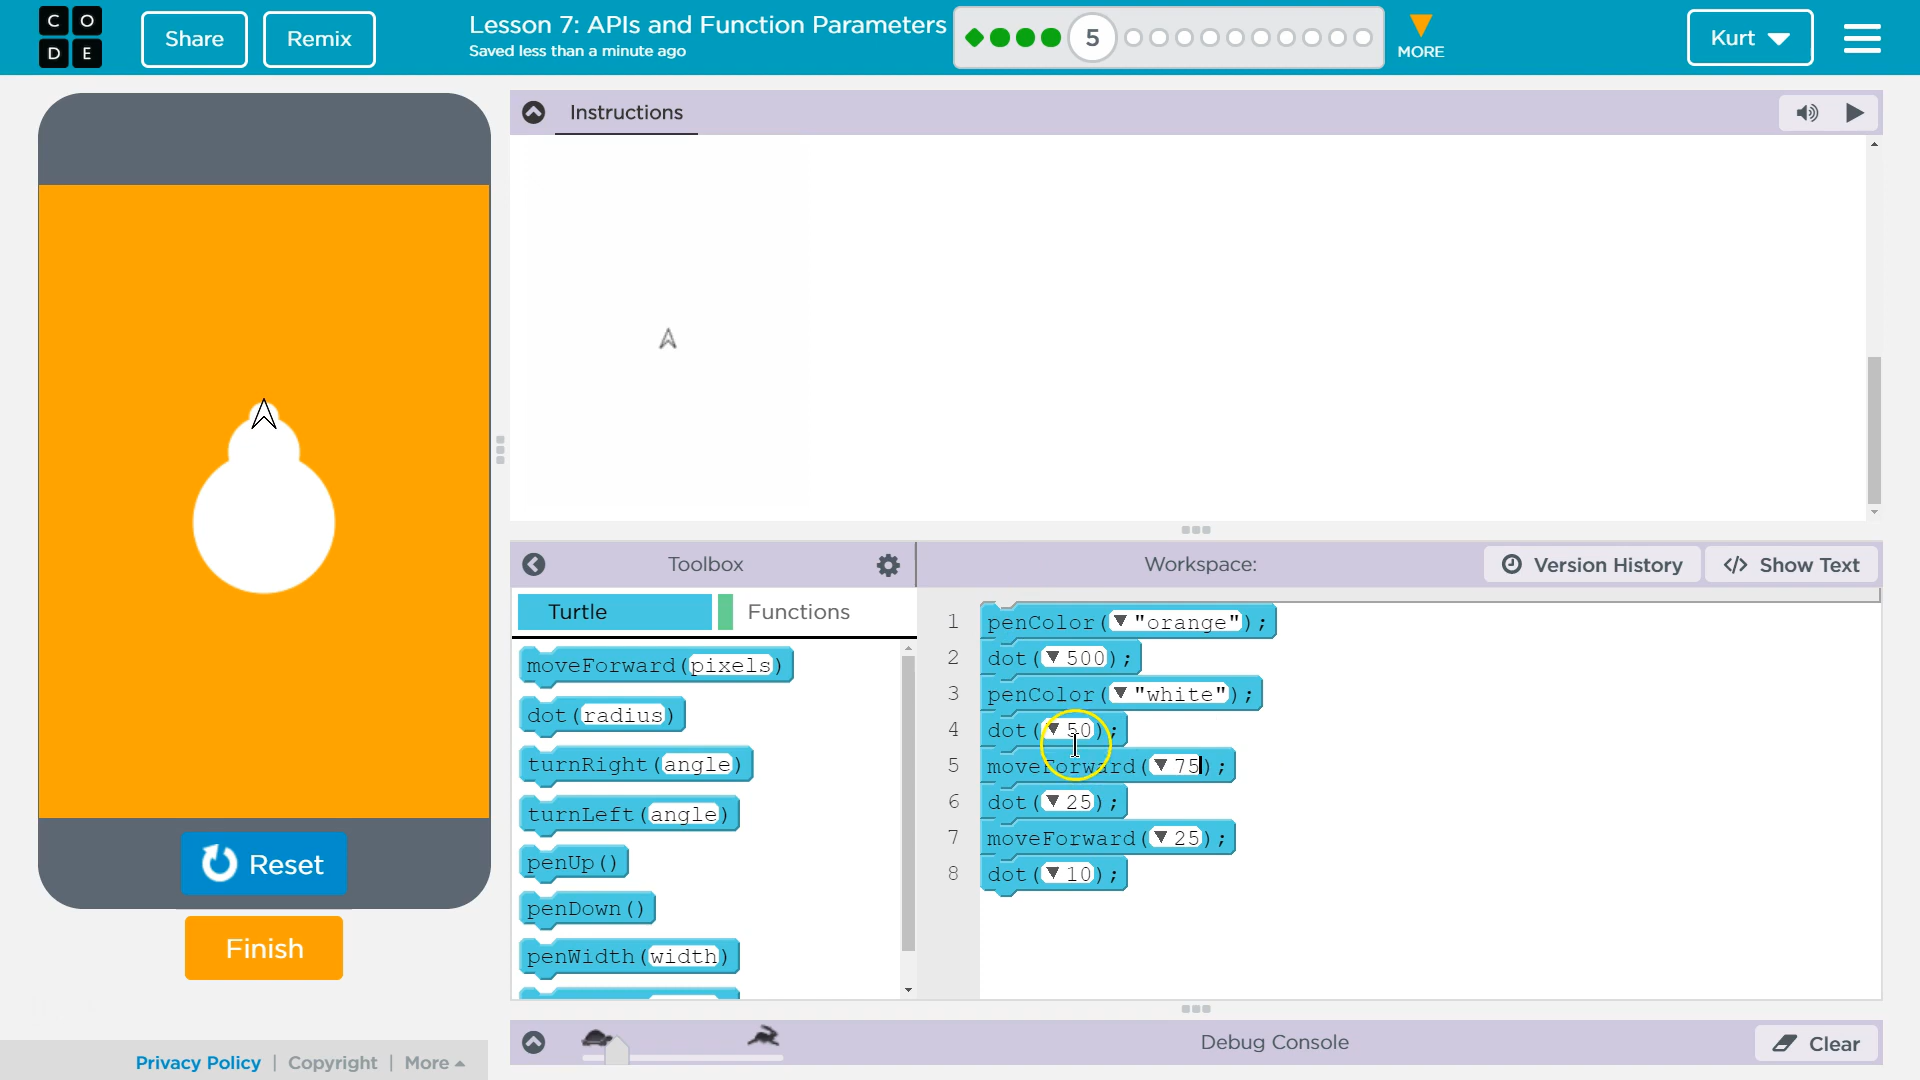 C O
D E
Share
Remix
Lesson 7: APIs and Function Parameters
Saved less than a minute ago
5
MORE
Kurt
Instructions
Toolbox
Workspace:
Version History
</> Show Text
Turtle
Functions
moveForward(pixels)
dot(radius)
turnRight(angle)
turnLeft(angle)
penUp()
penDown()
penWidth(width)
1 penColor("orange");
2 dot(500);
3 penColor("white");
4 dot(50);
5 moveForward(75);
6 dot(25);
7 moveForward(25);
8 dot(10);
Reset
Finish
Debug Console
Clear
Privacy Policy | Copyright | More